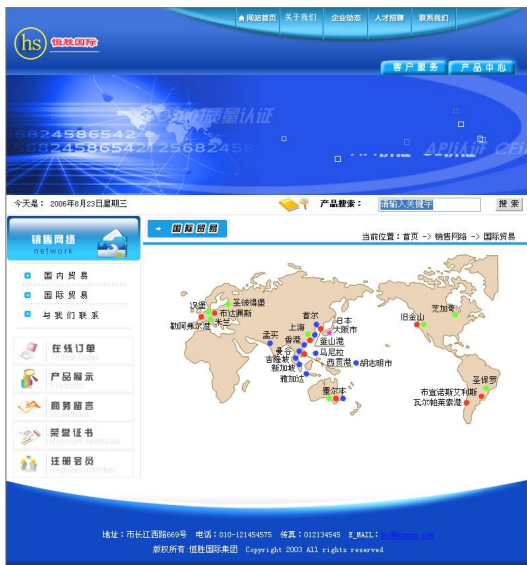 网站首页 关于我们 企业动态 人才招聘 联系我们
hs 恒胜国际
客户服务 产品中心
质量认证
5824586542
今天是: 2006年8月23日星期三
产品搜索: 请输入关键字 搜索
销售网络
network
国际贸易
当前位置:首页 -> 销售网络 -> 国际贸易
国内贸易
国际贸易
与我们联系
在线订单
产品展示
商务留言
荣誉证书
注册会员
汉堡
圣彼得堡
布达佩斯
米兰
勒阿弗尔港
首尔
日本
大阪市
上海
釜山港
孟买
香港
曼谷
马尼拉
吉隆坡
西贡港
胡志明市
新加坡
雅加达
墨尔本
旧金山
芝加哥
圣保罗
布宜诺斯艾利斯
瓦尔帕莱索港
地址:市长江西路669号 电话:010-121454575 传真:012134545 E_MAIL:
版权所有 恒胜国际集团 Copyright 2003 All rights reserved